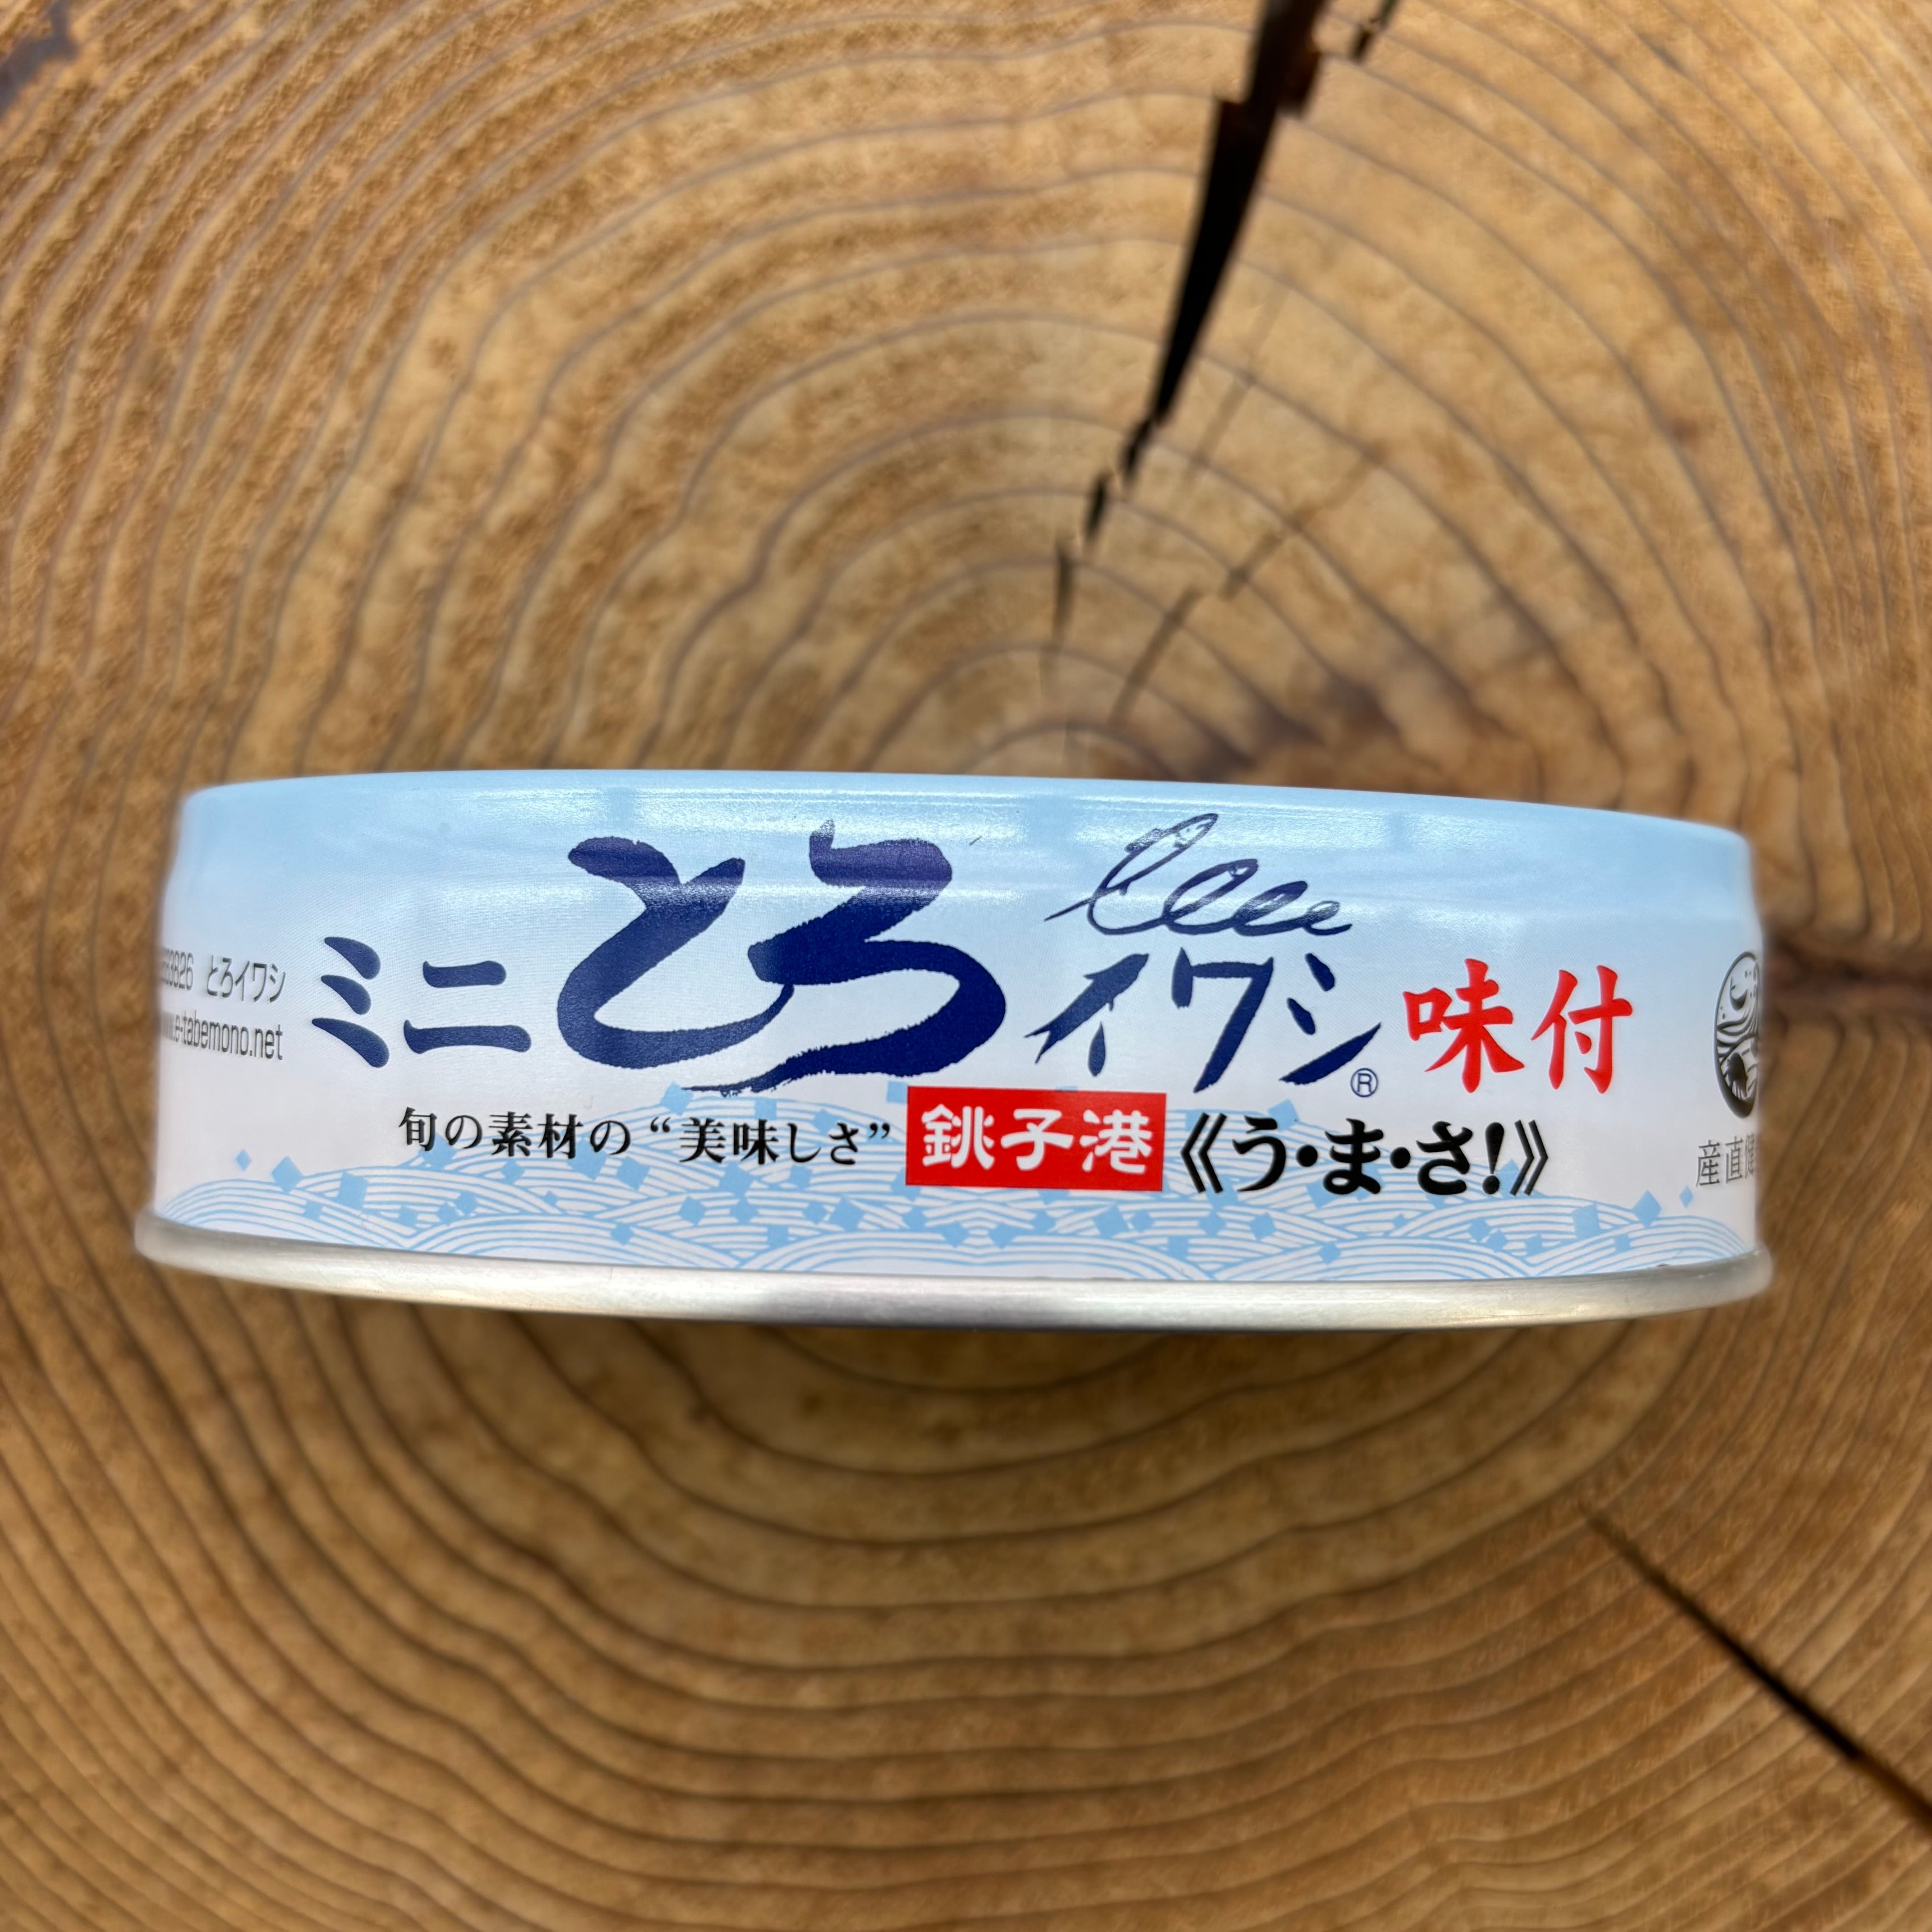 ミニとろイワシ® 味付
旬の素材の“美味しさ” 銚子港 《う・ま・さ！》
とろイワシ
e-tabemono.net
産直